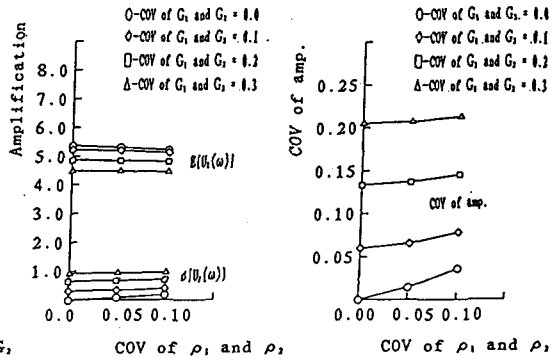 O-COV of G₁ and G₂ = 0.0
◇-COV of G₁ and G₂ = 0.1
□-COV of G₁ and G₂ = 0.2
△-COV of G₁ and G₂ = 0.3
Amplification
8.0
7.0
6.0
5.0
4.0
1.0
0.0 0.05 0.10
E[U₁(ω)]
σ[U₁(ω)]
G₂ COV of ρ₁ and ρ₂
O-COV of G₁ and G₂ = 0.0
◇-COV of G₁ and G₂ = 0.1
□-COV of G₁ and G₂ = 0.2
△-COV of G₁ and G₂ = 0.3
COV of amp.
0.25
0.20
0.15
0.10
0.05
0
COV of amp.
0.0 0.05 0.10
COV of ρ₁ and ρ₂